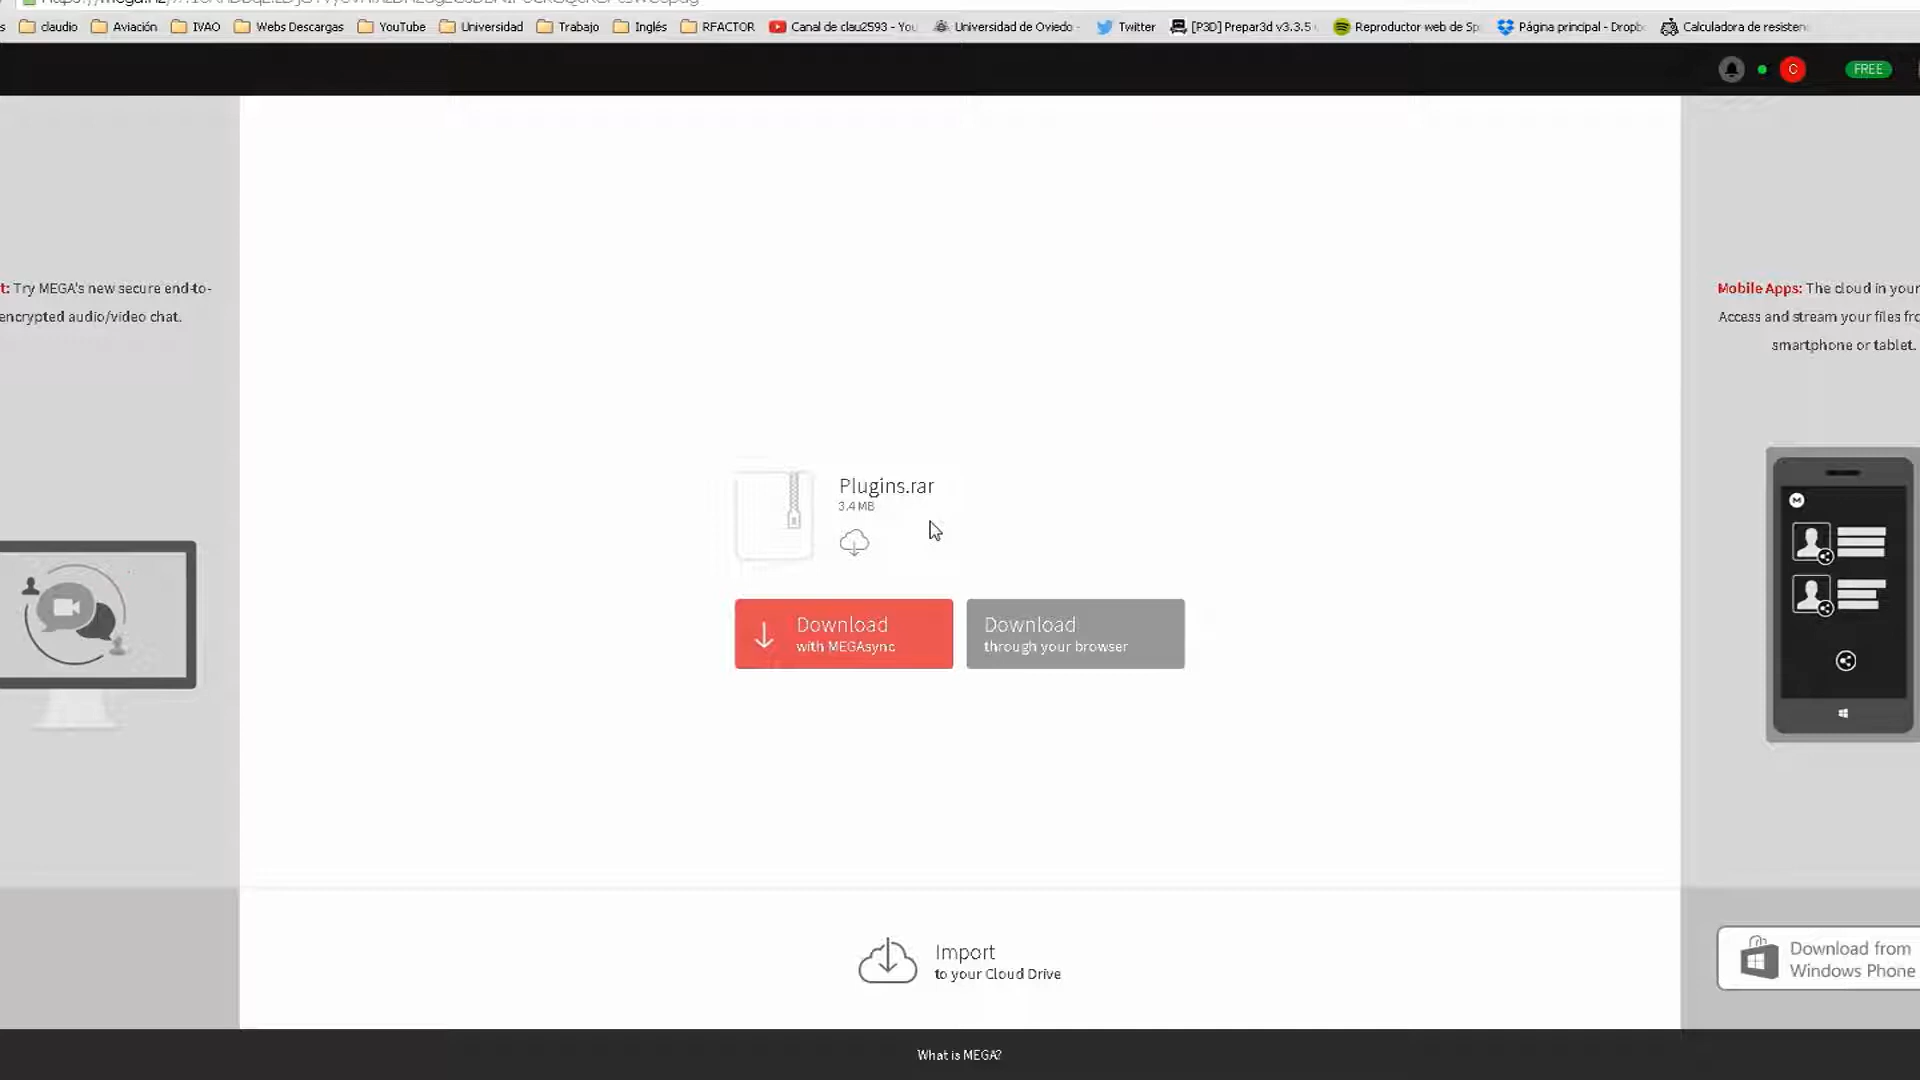 claudio Aviación IVAO Webs Descargas YouTube Universidad Trabajo Inglés RFACTOR Canal de clau2593 - You Universidad de Oviedo - Twitter [P3D] Prepar3d v3.3.5 Reproductor web de Sp Página principal - Dropb Calculadora de resisten
C FREE
t: Try MEGA's new secure end-to-
encrypted audio/video chat.
Mobile Apps: The cloud in your
Access and stream your files fro
smartphone or tablet.
Plugins.rar
3.4 MB
Download
with MEGAsync
Download
through your browser
Import
to your Cloud Drive
Download from
Windows Phone
What is MEGA?